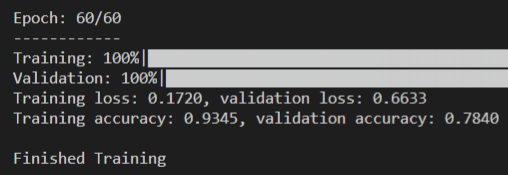 Epoch: 60/60
------------
Training: 100%|
Validation: 100%|
Training loss: 0.1720, validation loss: 0.6633
Training accuracy: 0.9345, validation accuracy: 0.7840
Finished Training